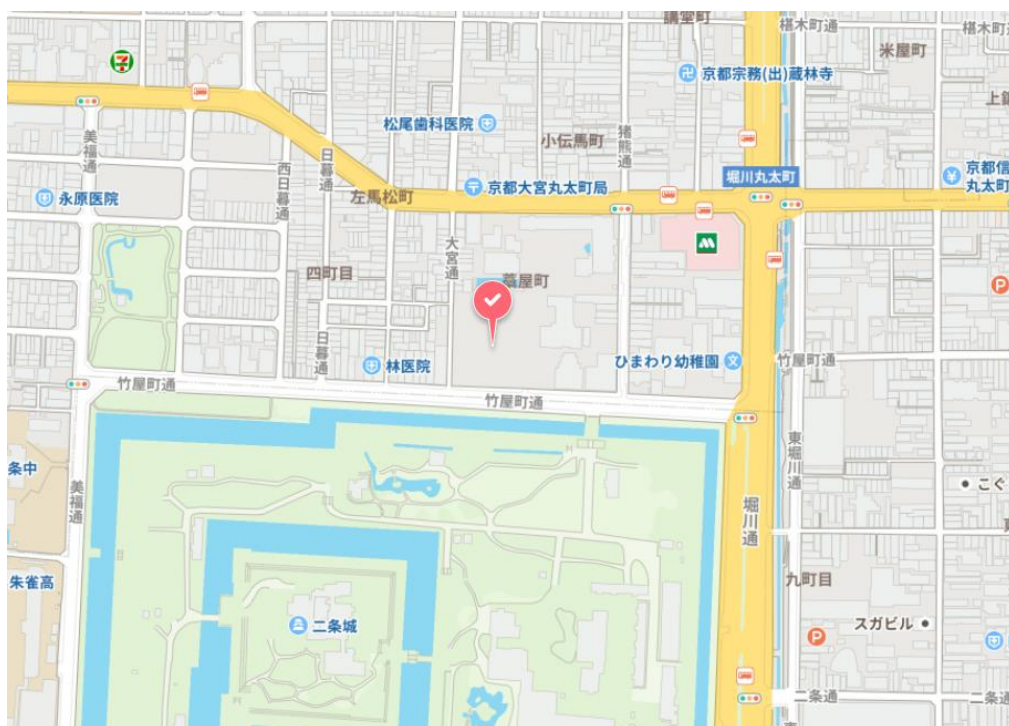 講堂町
椹木町通
椹木町通
米屋町
京都宗務(出)蔵林寺
上鍛
松尾歯科医院
小伝馬町
猪熊通
美福通
日暮通
西日暮通
堀川丸太町
京都信
丸太町
京都大宮丸太町局
左馬松町
永原医院
大宮通
四町目
藁屋町
日暮通
林医院
ひまわり幼稚園
竹屋町通
竹屋町通
竹屋町通
東堀川通
条中
美福通
こぐ
堀川通
朱雀高
九町目
二条城
スガビル
二条通
二条通